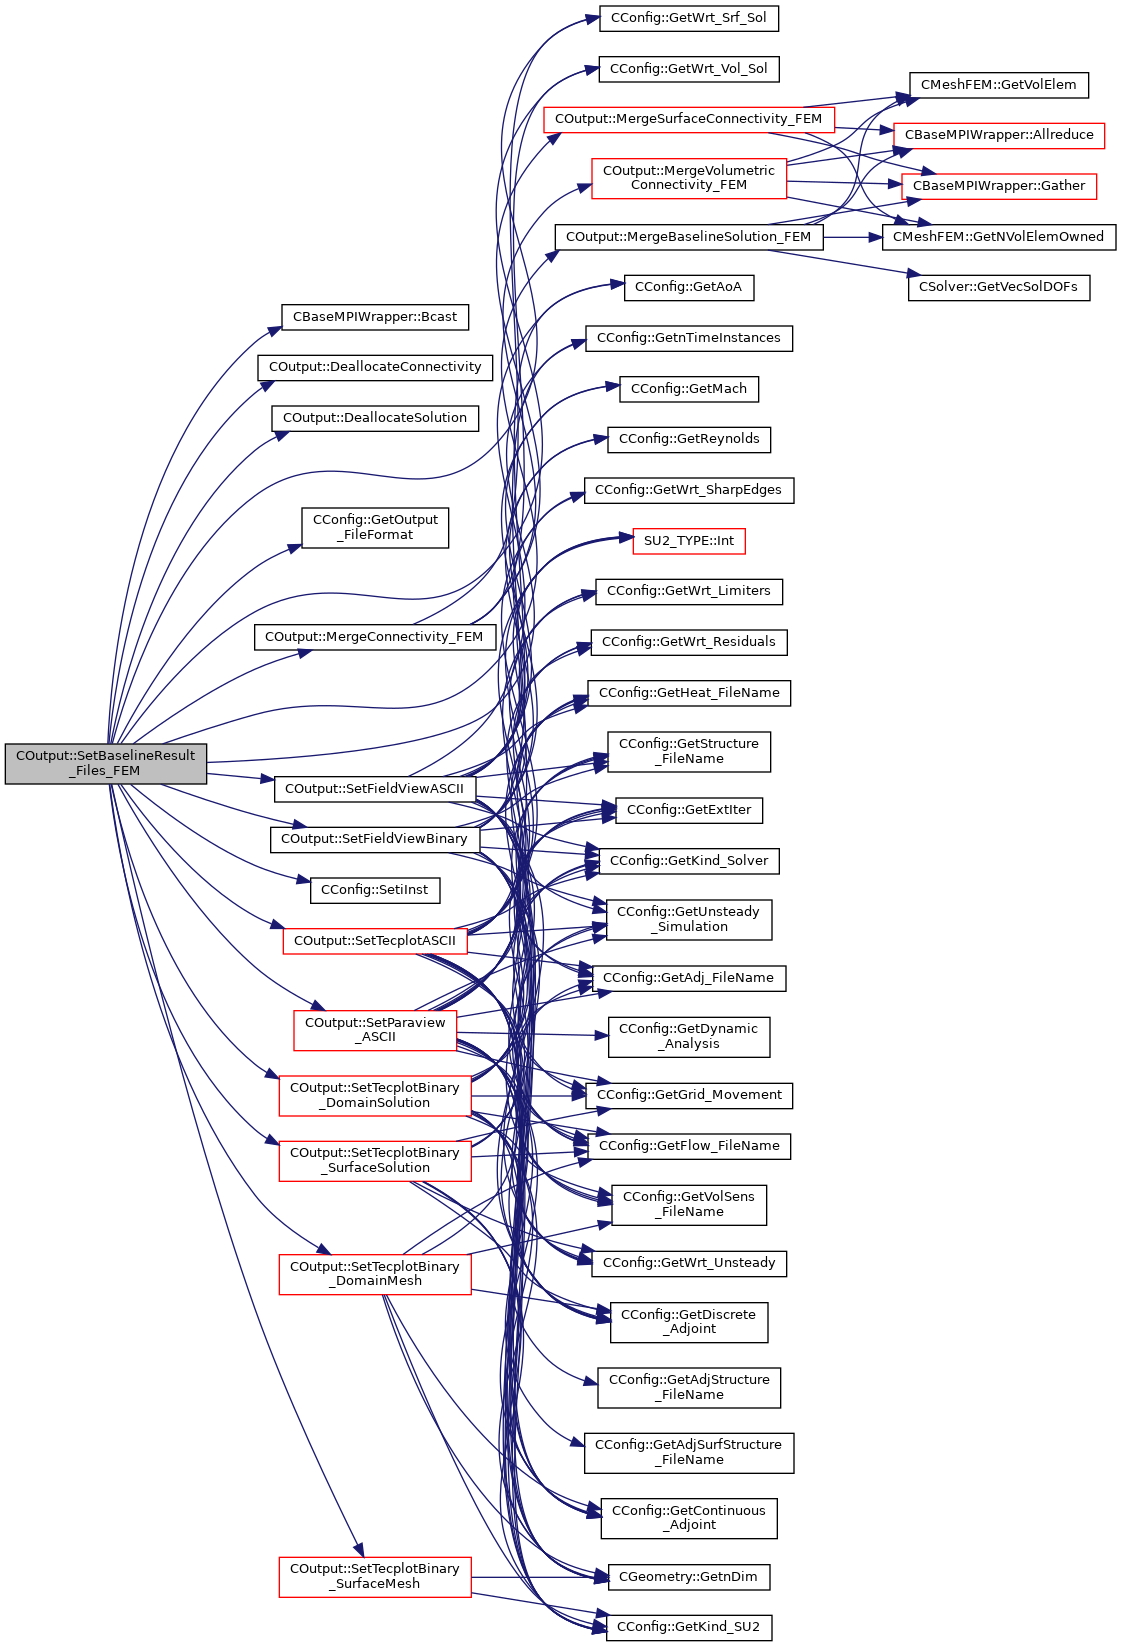 COutput::SetBaselineResult
_Files_FEM
CBaseMPIWrapper::Bcast
COutput::DeallocateConnectivity
COutput::DeallocateSolution
CConfig::GetOutput
_FileFormat
COutput::MergeConnectivity_FEM
COutput::SetFieldViewASCII
COutput::SetFieldViewBinary
CConfig::SetiInst
COutput::SetTecplotASCII
COutput::SetParaview
_ASCII
COutput::SetTecplotBinary
_DomainSolution
COutput::SetTecplotBinary
_SurfaceSolution
COutput::SetTecplotBinary
_DomainMesh
COutput::SetTecplotBinary
_SurfaceMesh
CConfig::GetWrt_Srf_Sol
CConfig::GetWrt_Vol_Sol
COutput::MergeSurfaceConnectivity_FEM
COutput::MergeVolumetric
Connectivity_FEM
COutput::MergeBaselineSolution_FEM
CConfig::GetAoA
CConfig::GetnTimeInstances
CConfig::GetMach
CConfig::GetReynolds
CConfig::GetWrt_SharpEdges
SU2_TYPE::Int
CConfig::GetWrt_Limiters
CConfig::GetWrt_Residuals
CConfig::GetHeat_FileName
CConfig::GetStructure
_FileName
CConfig::GetExtIter
CConfig::GetKind_Solver
CConfig::GetUnsteady
_Simulation
CConfig::GetAdj_FileName
CConfig::GetDynamic
_Analysis
CConfig::GetGrid_Movement
CConfig::GetFlow_FileName
CConfig::GetVolSens
_FileName
CConfig::GetWrt_Unsteady
CConfig::GetDiscrete
_Adjoint
CConfig::GetAdjStructure
_FileName
CConfig::GetAdjSurfStructure
_FileName
CConfig::GetContinuous
_Adjoint
CGeometry::GetnDim
CConfig::GetKind_SU2
CMeshFEM::GetVolElem
CBaseMPIWrapper::Allreduce
CBaseMPIWrapper::Gather
CMeshFEM::GetNVolElemOwned
CSolver::GetVecSolDOFs